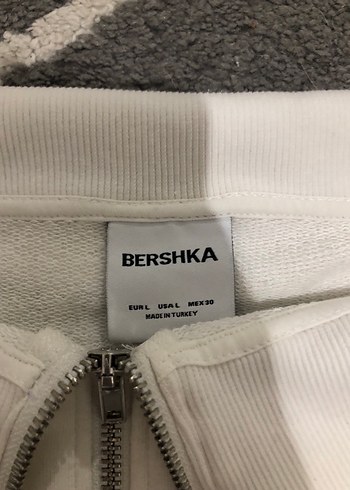 BERSHKA
EUR L USA L MEX 30
MADE IN TURKEY